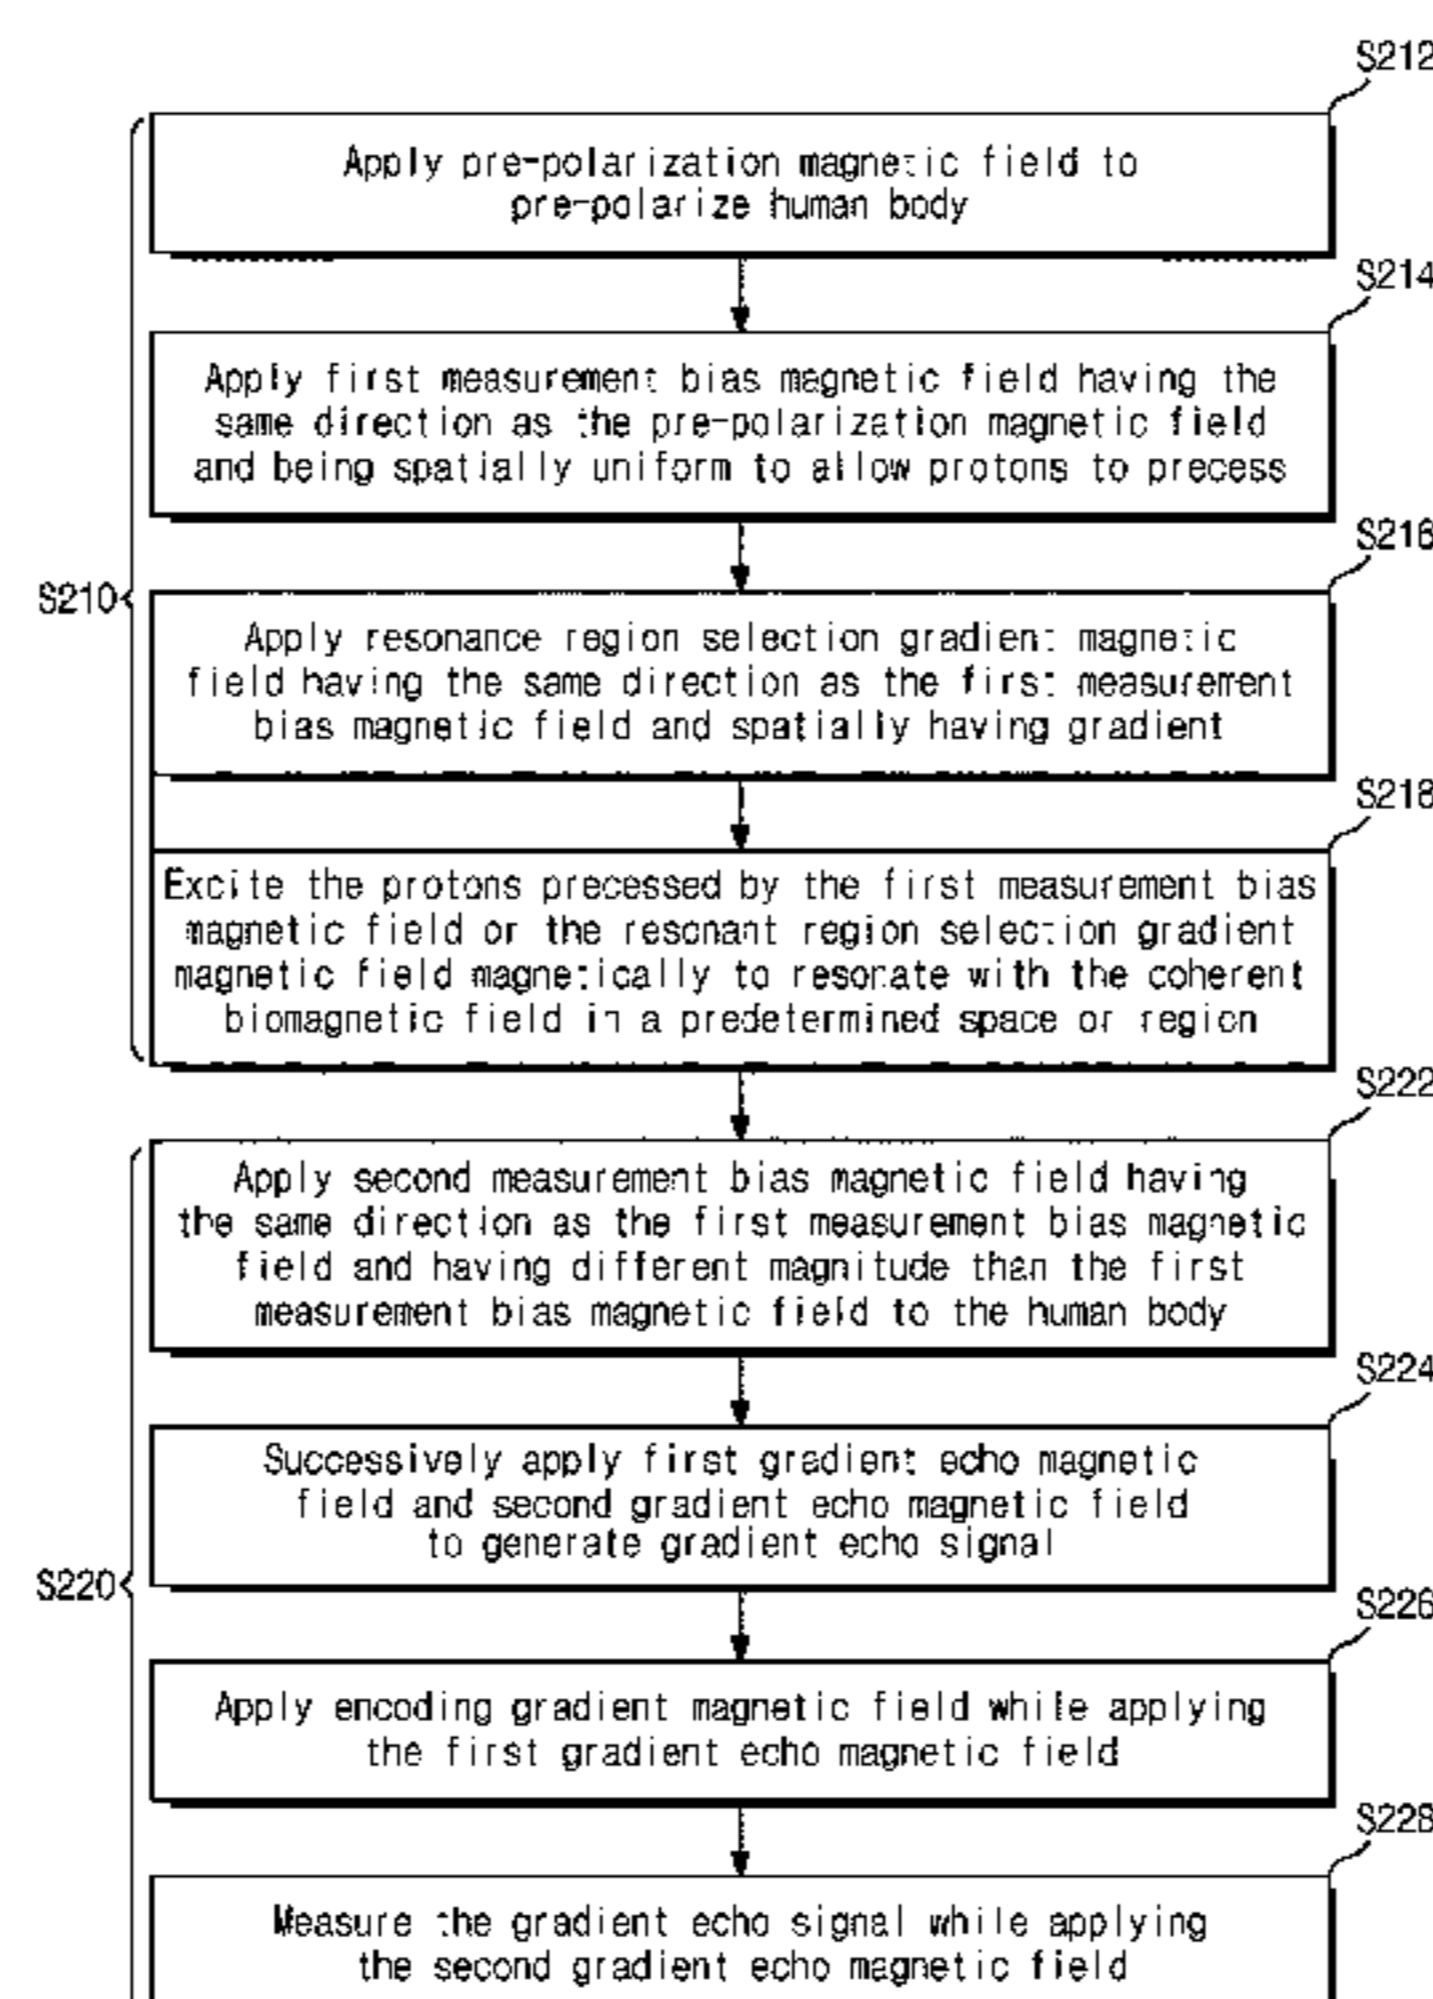 S212
Apply pre-polarization magnetic field to
pre-polarize human body
S214
Apply first measurement bias magnetic field having the
same direction as the pre-polarization magnetic field
and being spatially uniform to allow protons to precess
S216
S210
Apply resonance region selection gradient magnetic
field having the same direction as the first measurement
bias magnetic field and spatially having gradient
S218
Excite the protons precessed by the first measurement bias
magnetic field or the resonant region selection gradient
magnetic field magnetically to resonate with the coherent
biomagnetic field in a predetermined space or region
S222
Apply second measurement bias magnetic field having
the same direction as the first measurement bias magnetic
field and having different magnitude than the first
measurement bias magnetic field to the human body
S224
Successively apply first gradient echo magnetic
field and second gradient echo magnetic field
to generate gradient echo signal
S220
S226
Apply encoding gradient magnetic field while applying
the first gradient echo magnetic field
S228
Measure the gradient echo signal while applying
the second gradient echo magnetic field